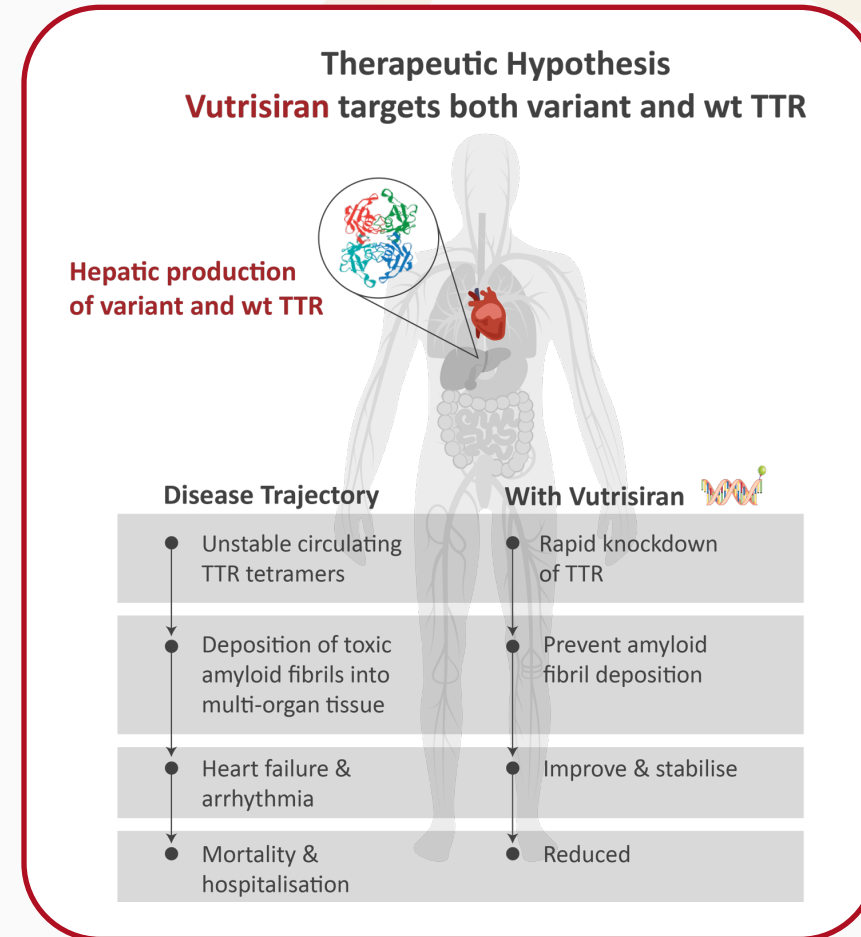 Therapeutic Hypothesis
Vutrisiran targets both variant and wt TTR
Hepatic production
of variant and wt TTR
Disease Trajectory
With Vutrisiran
Unstable circulating
TTR tetramers
Rapid knockdown
of TTR
Deposition of toxic
amyloid fibrils into
multi-organ tissue
Prevent amyloid
fibril deposition
Heart failure &
arrhythmia
Improve & stabilise
Mortality &
hospitalisation
Reduced